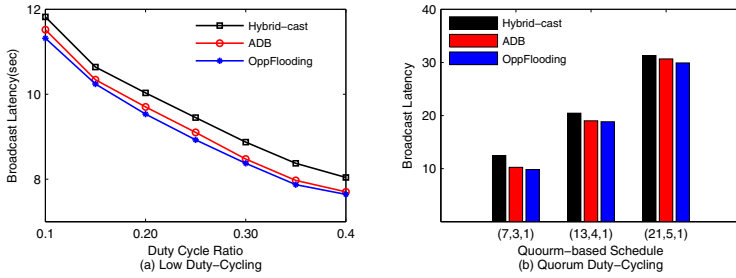 12
10
8
Broadcast Latency(sec)
Hybrid-cast
ADB
OppFlooding
0.1
0.20
0.30
0.4
Duty Cycle Ratio
(a) Low Duty-Cycling
40
30
20
10
Broadcast Latency
Hybrid-cast
ADB
OppFlooding
(7,3,1)
(13,4,1)
(21,5,1)
Quourm-based Schedule
(b) Quorum Duty-Cycling